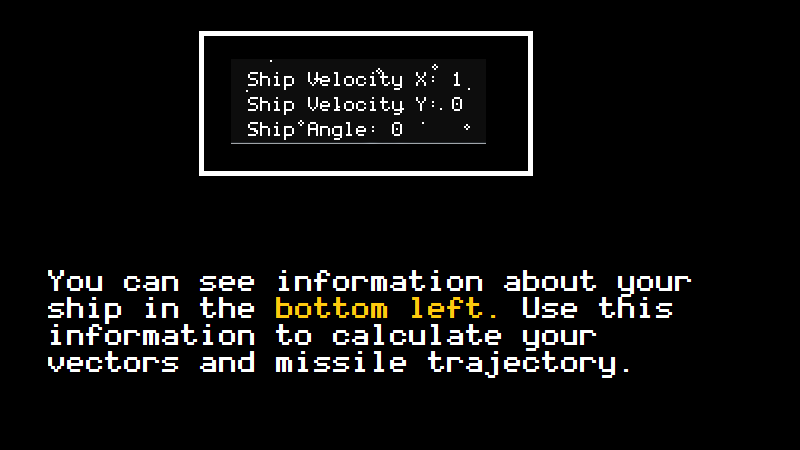 Ship Velocity X: 1
Ship Velocity Y: 0
Ship Angle: 0
You can see information about your
ship in the bottom left. Use this
information to calculate your
vectors and missile trajectory.